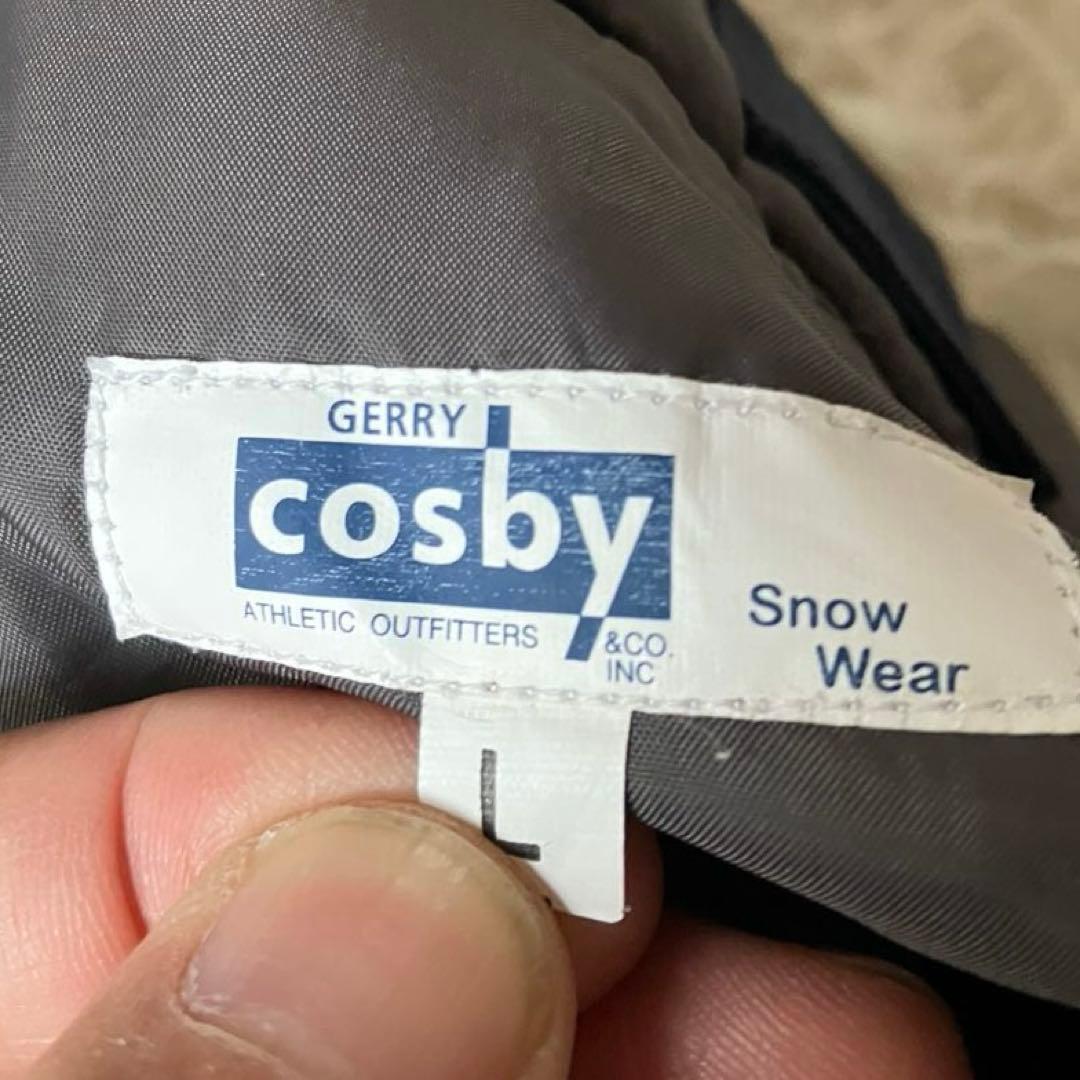 GERRY
cosby
ATHLETIC OUTFITTERS &CO.
INC
Snow
Wear
L